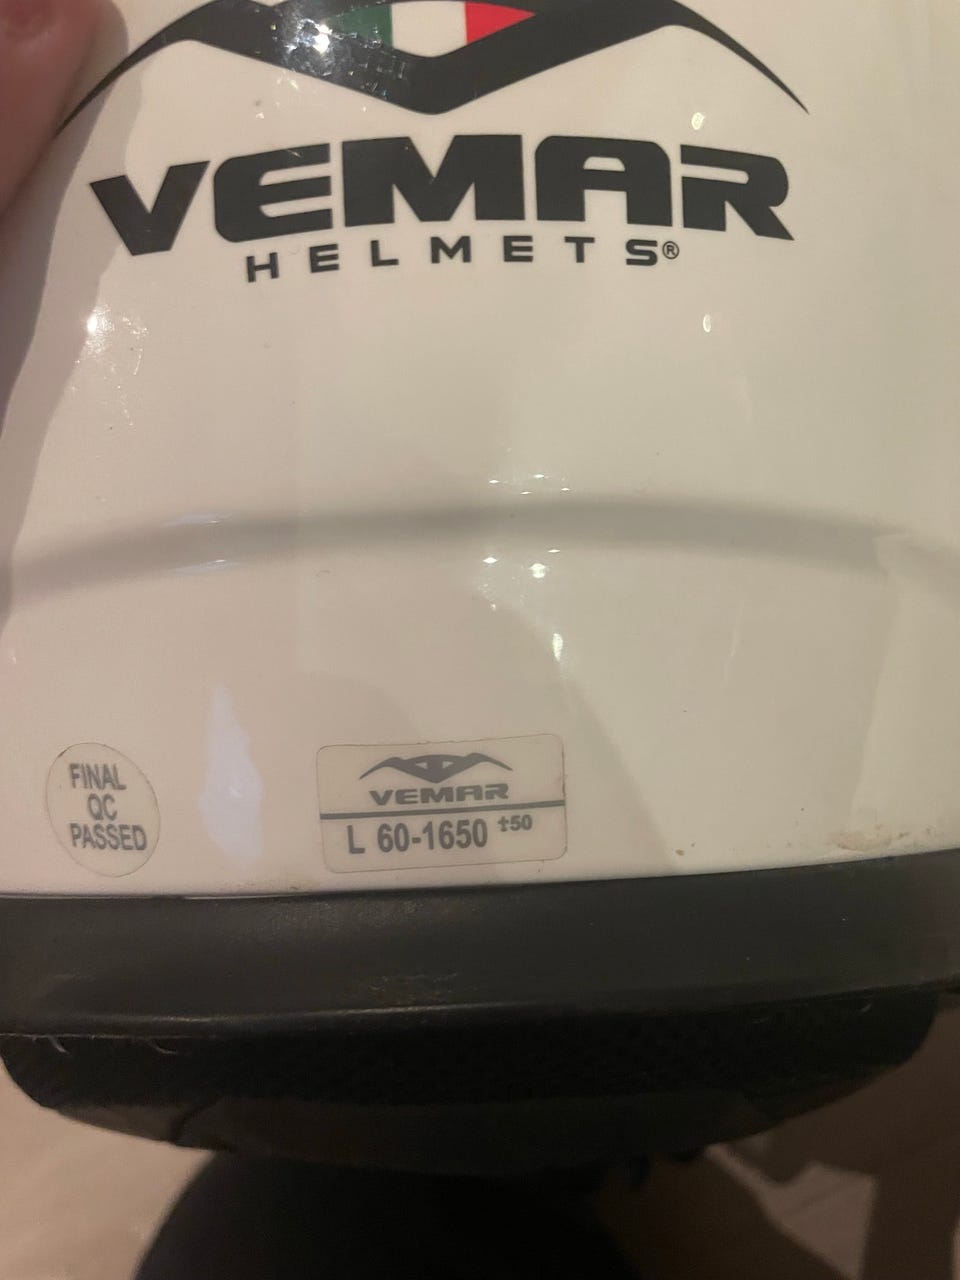 VEMAR
HELMETS®
FINAL
QC
PASSED
VEMAR
L 60-1650 ±50